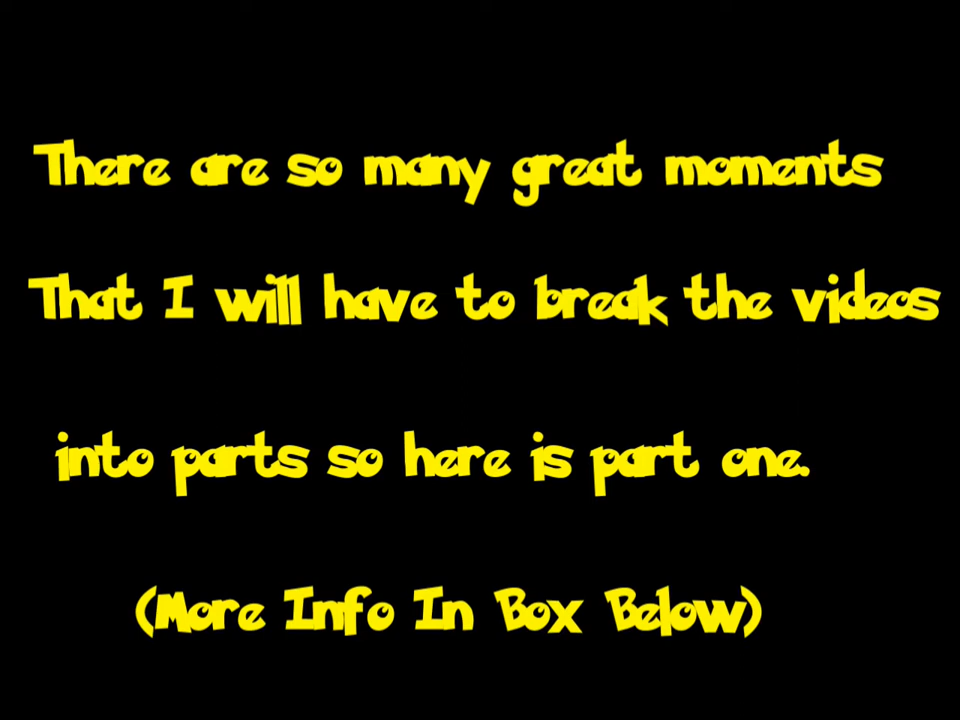 There are so many great moments
That I will have to break the videos
into parts so here is part one.
(More Info In Box Below)